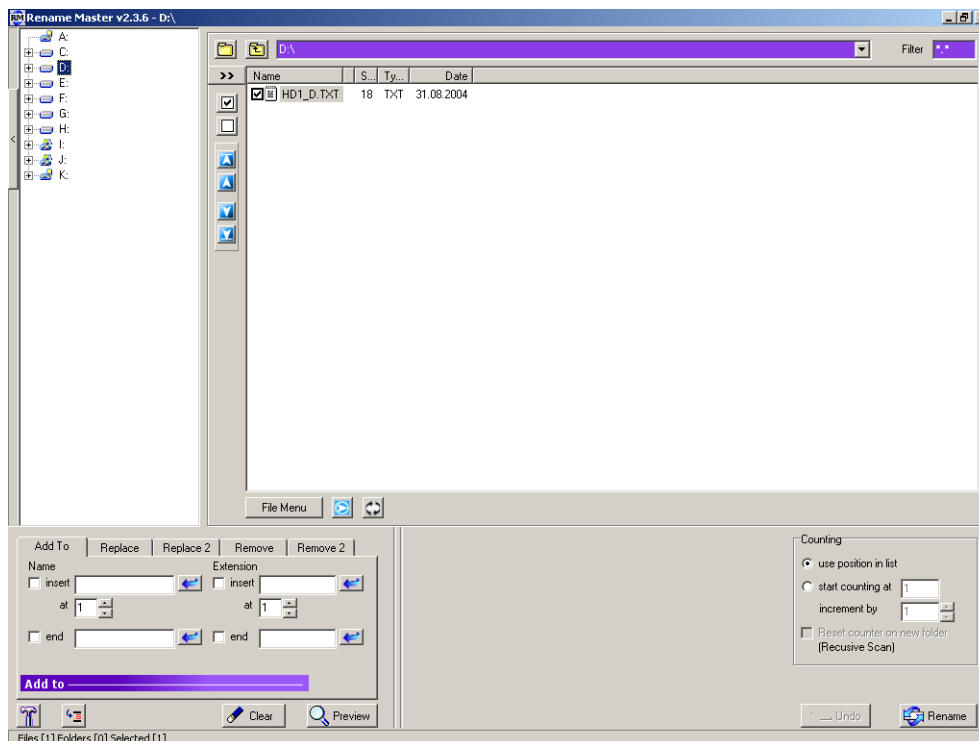 RM Rename Master v2.3.6 - D:\
A:
C:
D:
E:
F:
G:
H:
I:
J:
K:
<
D:\
Filter *.*
>>
Name S... Ty... Date
HD1_D.TXT 18 TXT 31.08.2004
File Menu
Add To Replace Replace 2 Remove Remove 2
Name Extension
insert insert
at 1 at 1
end end
Add to
Clear Preview
Counting
use position in list
start counting at 1
increment by 1
Reset counter on new folder
(Recusive Scan)
Undo Rename
Files [1] Folders [0] Selected [1]